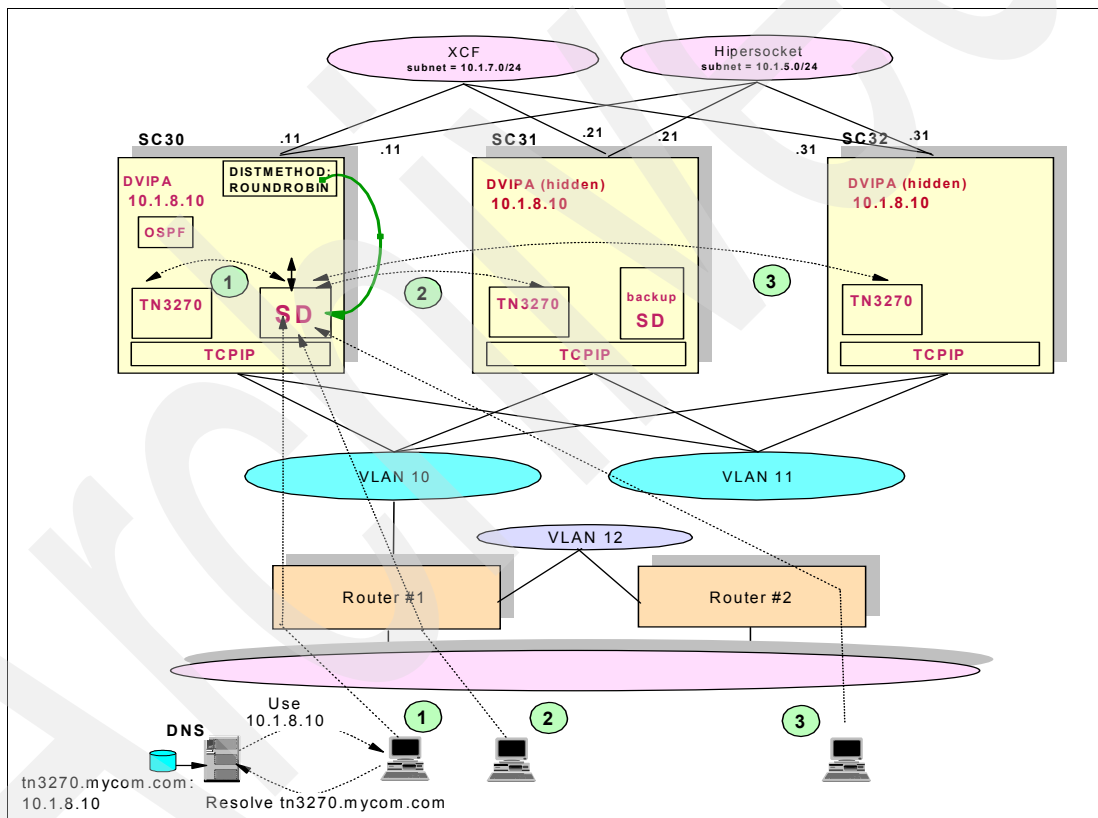 XCF
subnet = 10.1.7.0/24
Hipersocket
subnet = 10.1.5.0/24
SC30
.11
.11
SC31
.21
.21
.31
SC32
.31
DISTMETHOD:
ROUNDROBIN
DVIPA
10.1.8.10
OSPF
1
TN3270
SD
TCPIP
DVIPA (hidden)
10.1.8.10
2
TN3270
backup
SD
TCPIP
DVIPA (hidden)
10.1.8.10
3
TN3270
TCPIP
VLAN 10
VLAN 11
VLAN 12
Router #1
Router #2
Use
10.1.8.10
1
2
3
DNS
tn3270.mycom.com:
10.1.8.10
Resolve tn3270.mycom.com